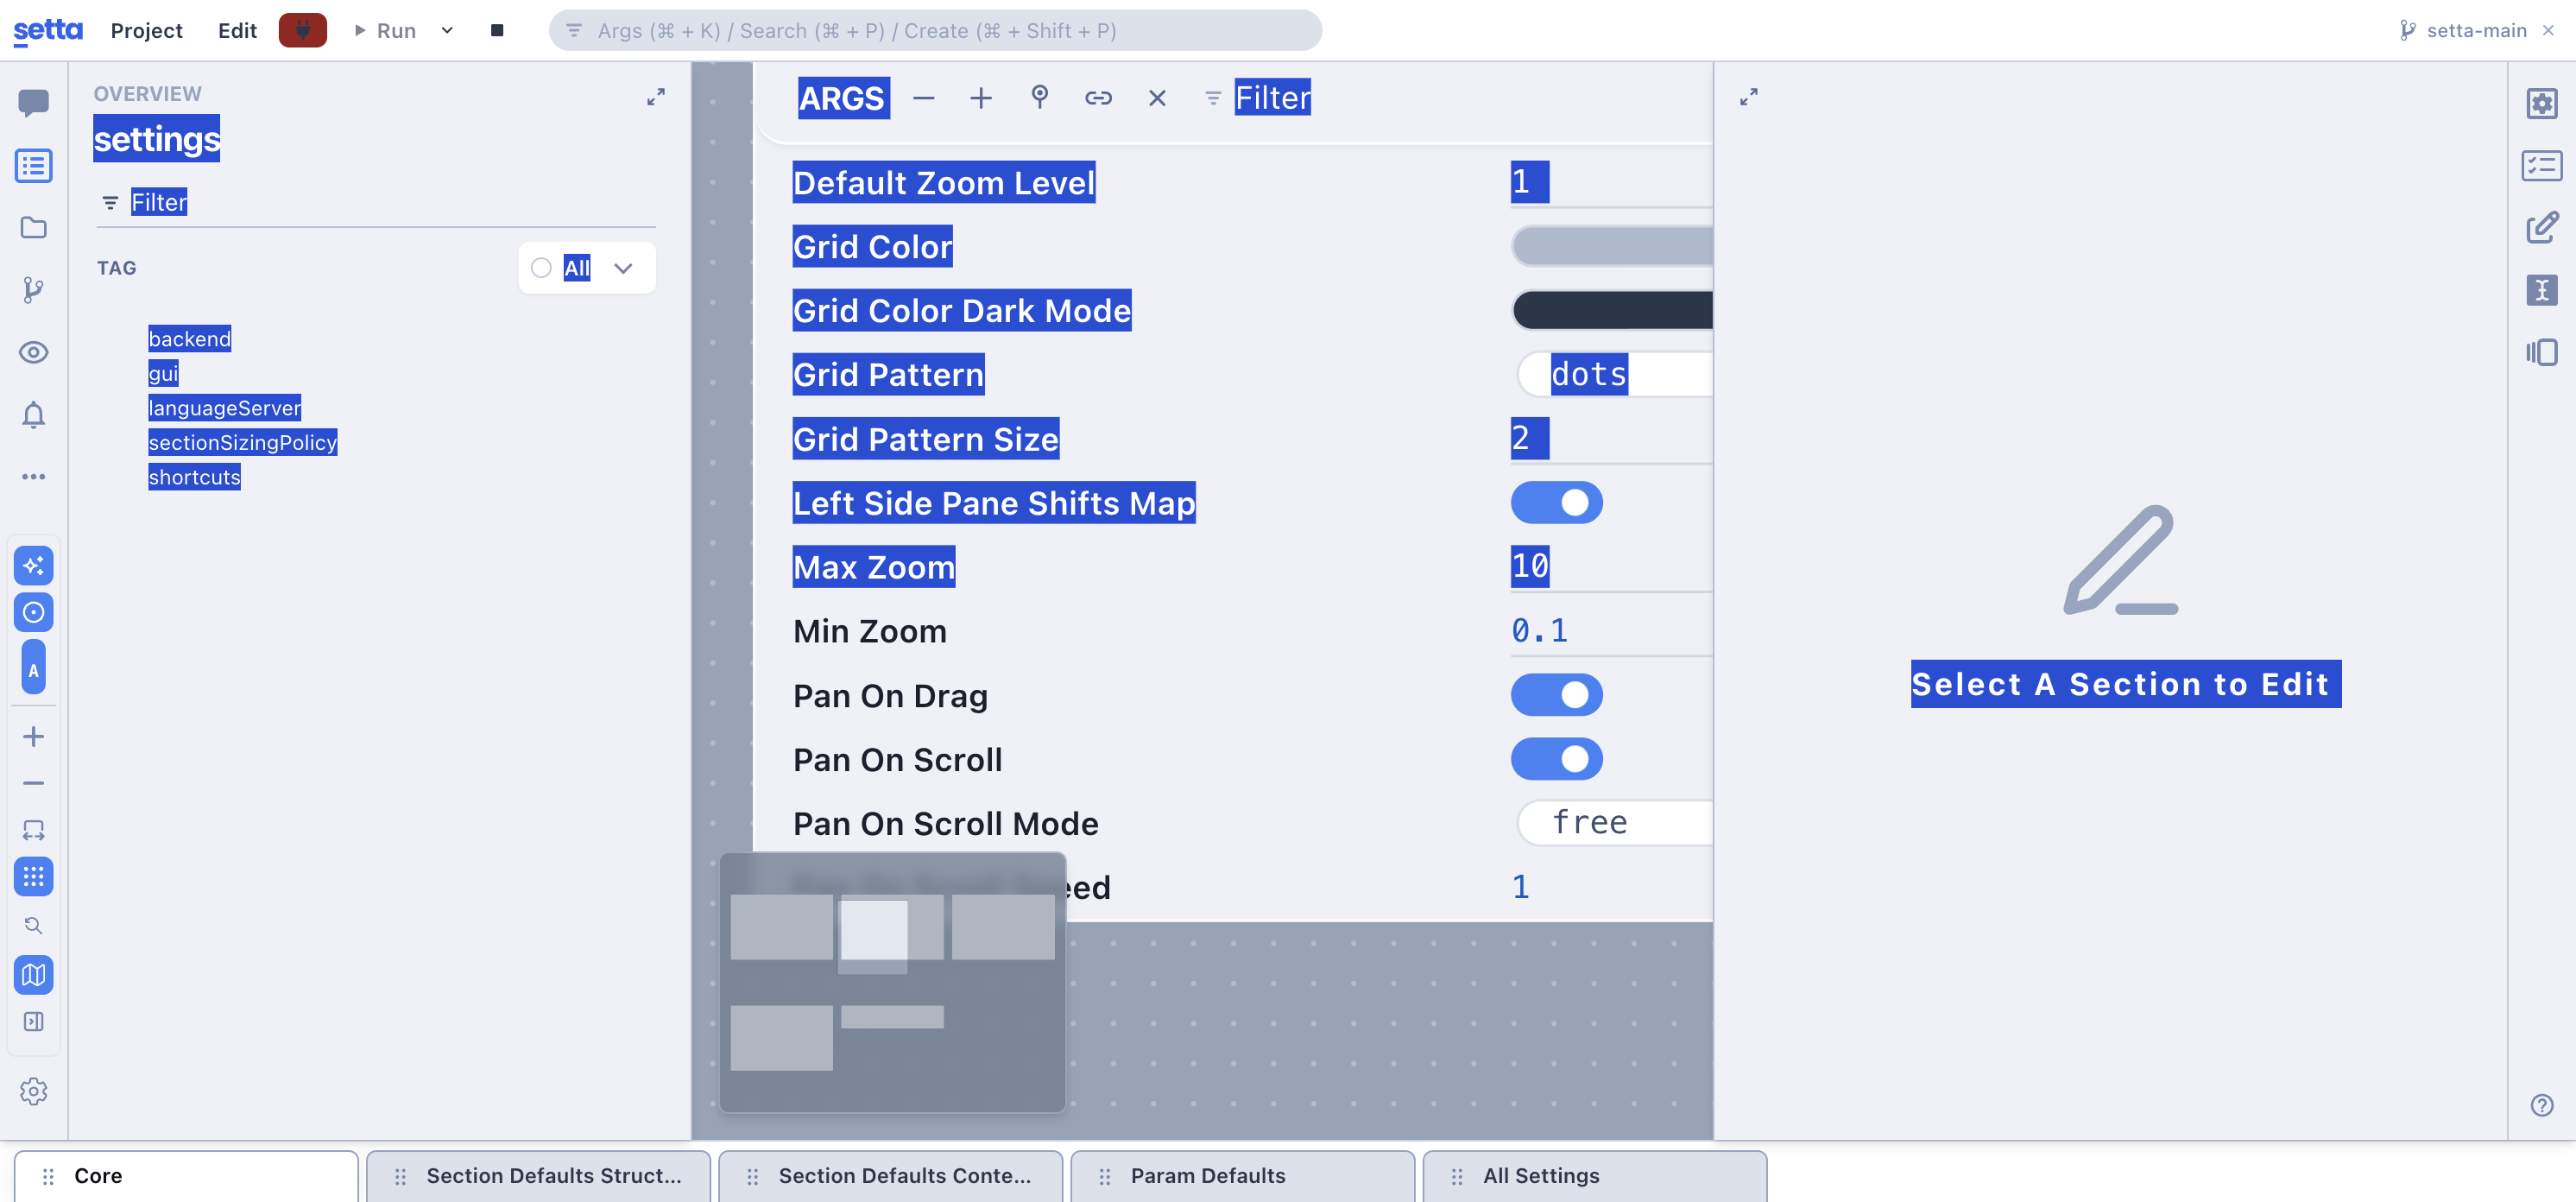 setta Project Edit Run Args (⌘ + K) / Search (⌘ + P) / Create (⌘ + Shift + P) setta-main
OVERVIEW
settings
Filter
TAG All
backend
gui
languageServer
sectionSizingPolicy
shortcuts
A
ARGS Filter
Default Zoom Level 1
Grid Color
Grid Color Dark Mode
Grid Pattern dots
Grid Pattern Size 2
Left Side Pane Shifts Map
Max Zoom 10
Min Zoom 0.1
Pan On Drag
Pan On Scroll
Pan On Scroll Mode free
ed 1
Select A Section to Edit
Core Section Defaults Struct... Section Defaults Conte... Param Defaults All Settings